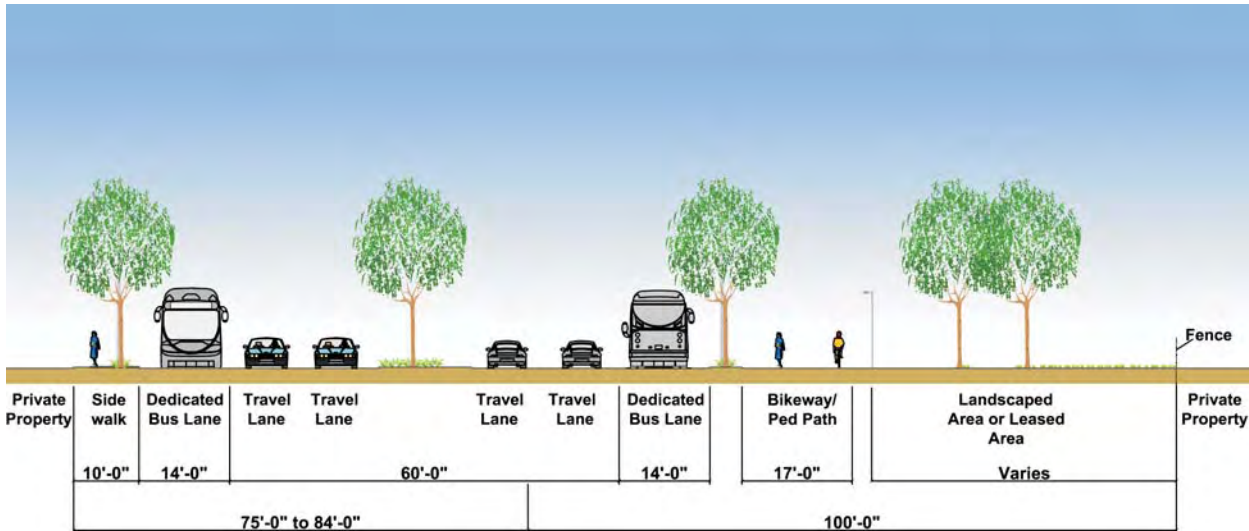 Fence
Private
Property
Side
walk
Dedicated
Bus Lane
Travel
Lane
Travel
Lane
Travel
Lane
Travel
Lane
Dedicated
Bus Lane
Bikeway/
Ped Path
Landscaped
Area or Leased
Area
Private
Property
10'-0"
14'-0"
60'-0"
14'-0"
17'-0"
Varies
75'-0" to 84'-0"
100'-0"